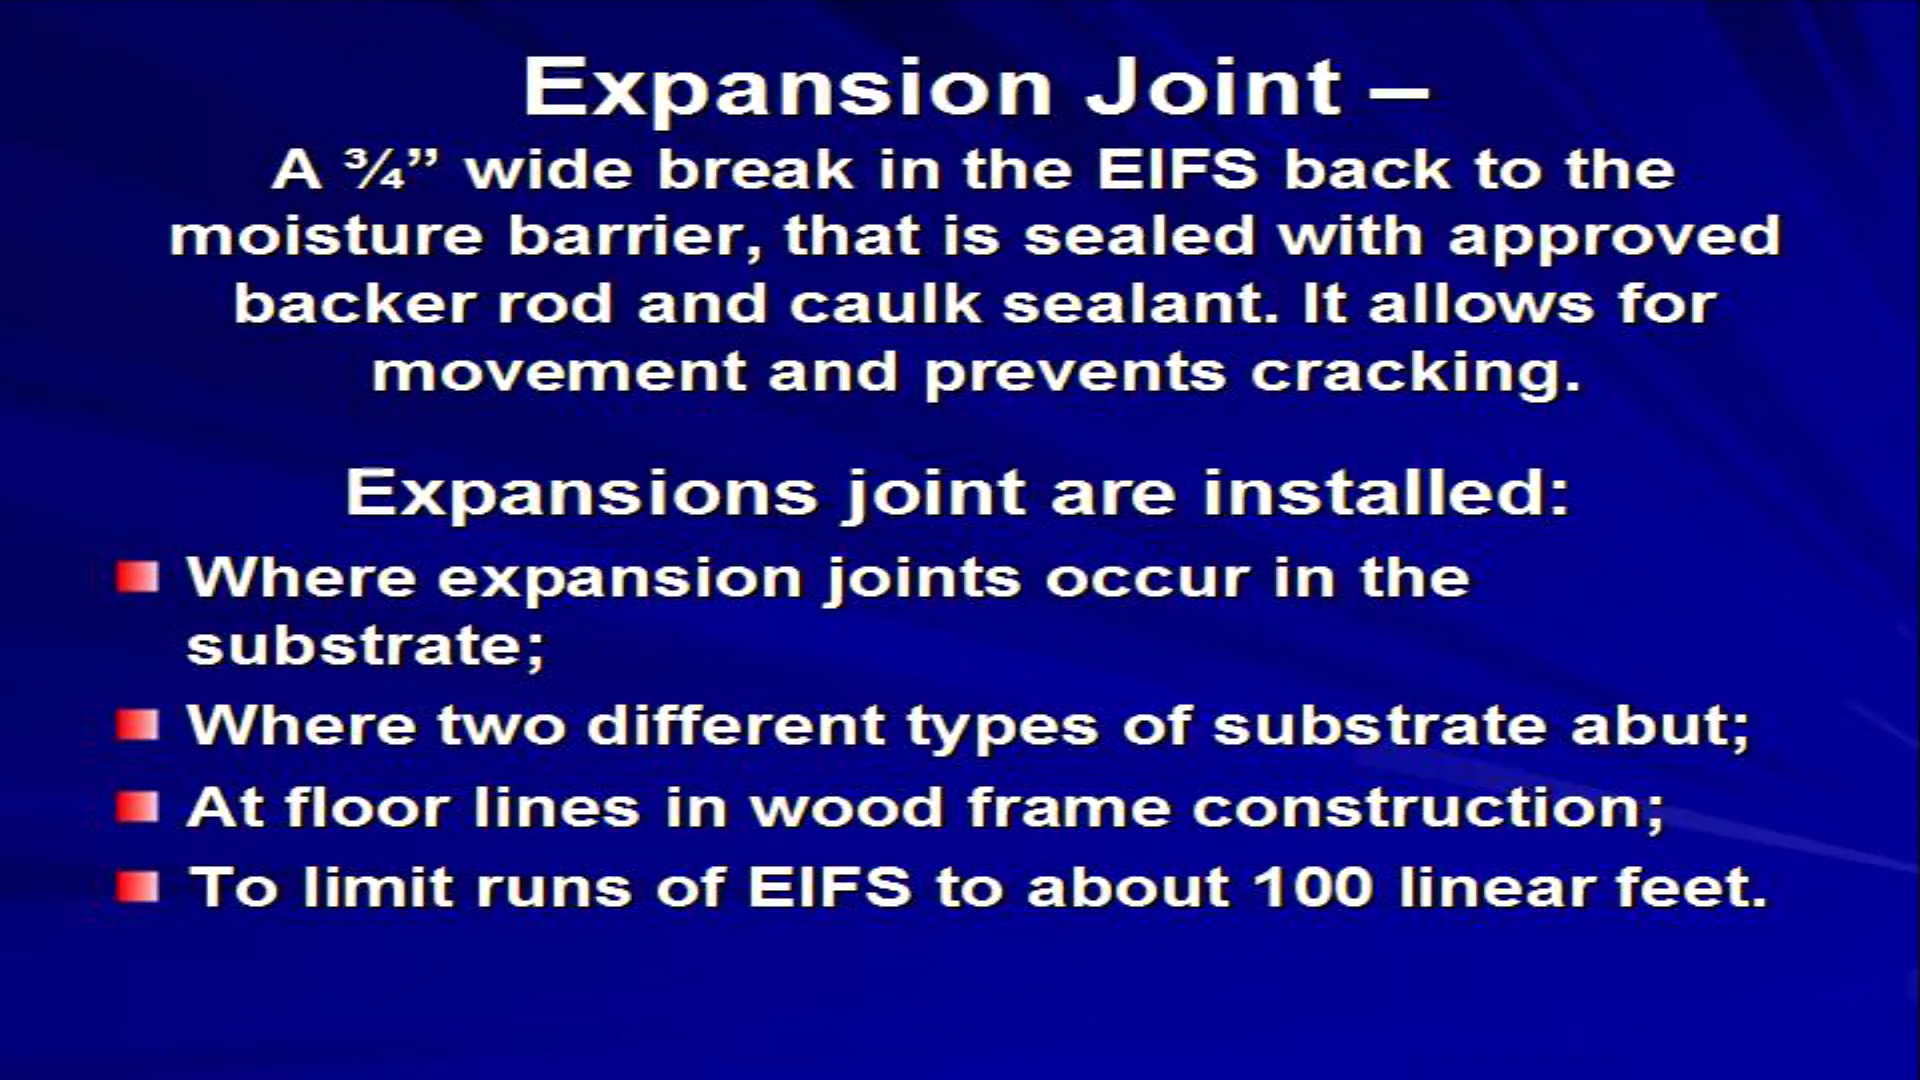 Expansion Joint –
A ¾” wide break in the EIFS back to the
moisture barrier, that is sealed with approved
backer rod and caulk sealant. It allows for
movement and prevents cracking.
Expansions joint are installed:
Where expansion joints occur in the
substrate;
Where two different types of substrate abut;
At floor lines in wood frame construction;
To limit runs of EIFS to about 100 linear feet.